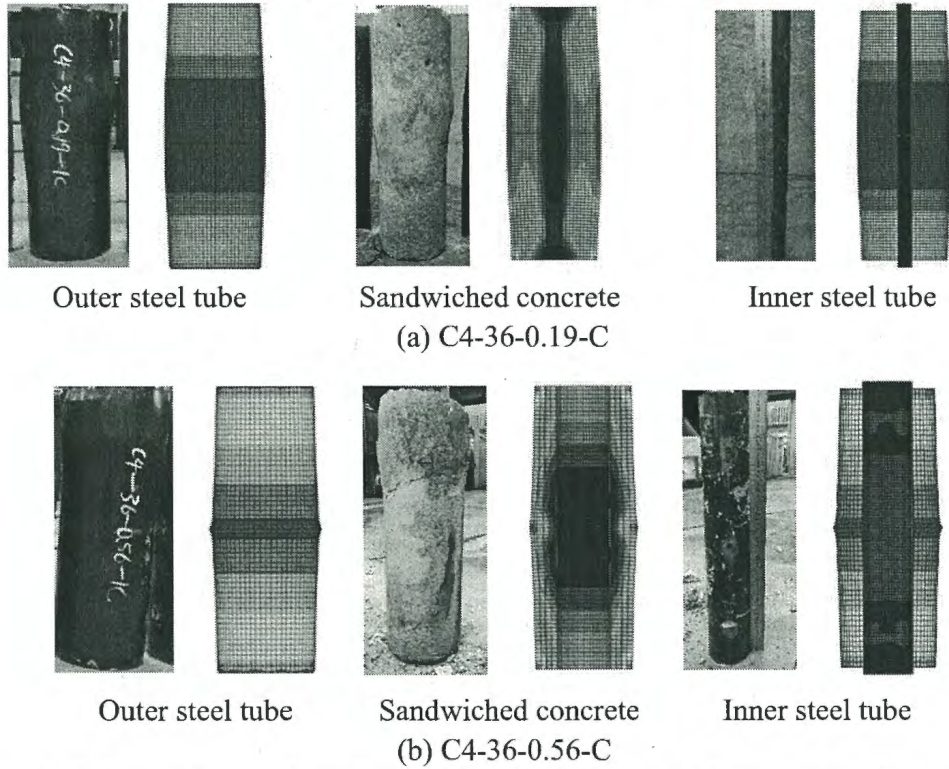 C4-36-0.19-1C
Outer steel tube
Sandwiched concrete
Inner steel tube
(a) C4-36-0.19-C
C4-36-0.56-1C
Outer steel tube
Sandwiched concrete
Inner steel tube
(b) C4-36-0.56-C